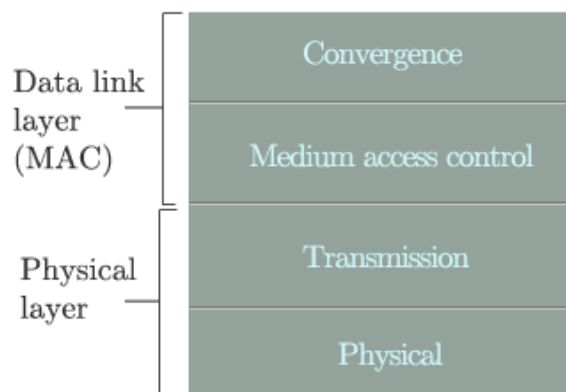 Convergence
Data link
layer
(MAC)
Medium access control
Transmission
Physical
layer
Physical